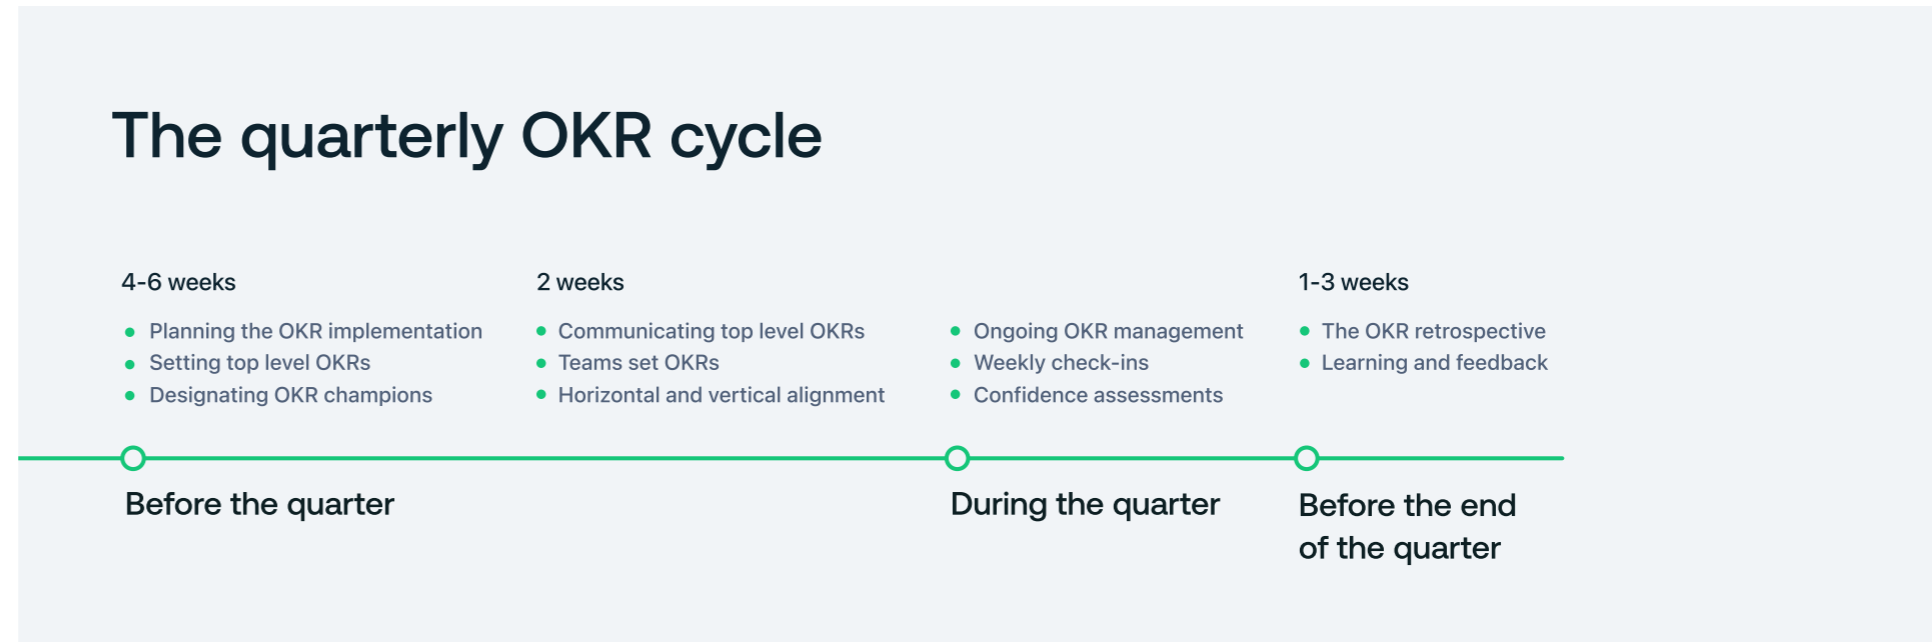 The quarterly OKR cycle
4-6 weeks
Planning the OKR implementation
Setting top level OKRs
Designating OKR champions
2 weeks
Communicating top level OKRs
Teams set OKRs
Horizontal and vertical alignment
Ongoing OKR management
Weekly check-ins
Confidence assessments
1-3 weeks
The OKR retrospective
Learning and feedback
Before the quarter
During the quarter
Before the end
of the quarter